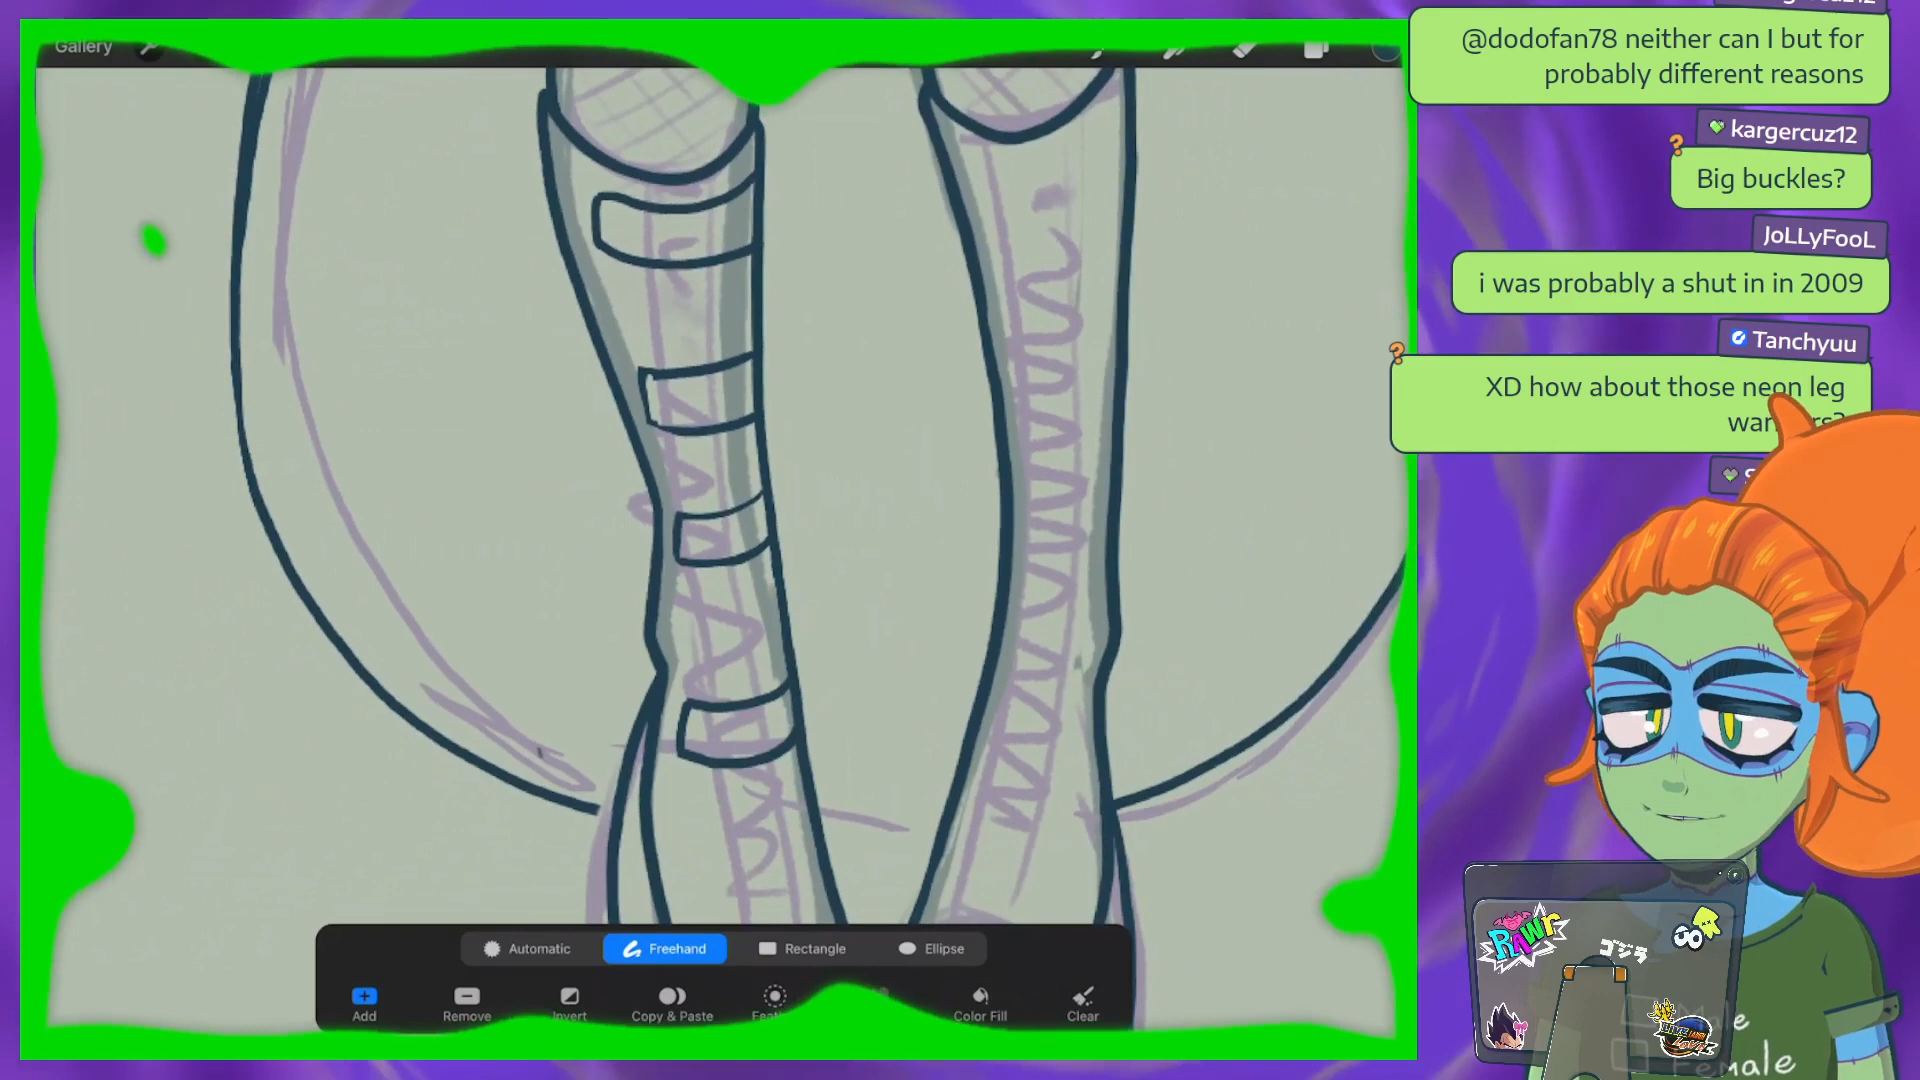 Gallery
@dodofan78 neither can I but for
probably different reasons
kargercuz12
Big buckles?
JoLLyFooL
i was probably a shut in in 2009
Tanchyuu
XD how about those neon leg
Automatic
Freehand
Rectangle
Ellipse
Add
Remove
Invert
Copy & Paste
Color Fill
Clear
RAWr
ゴジラ